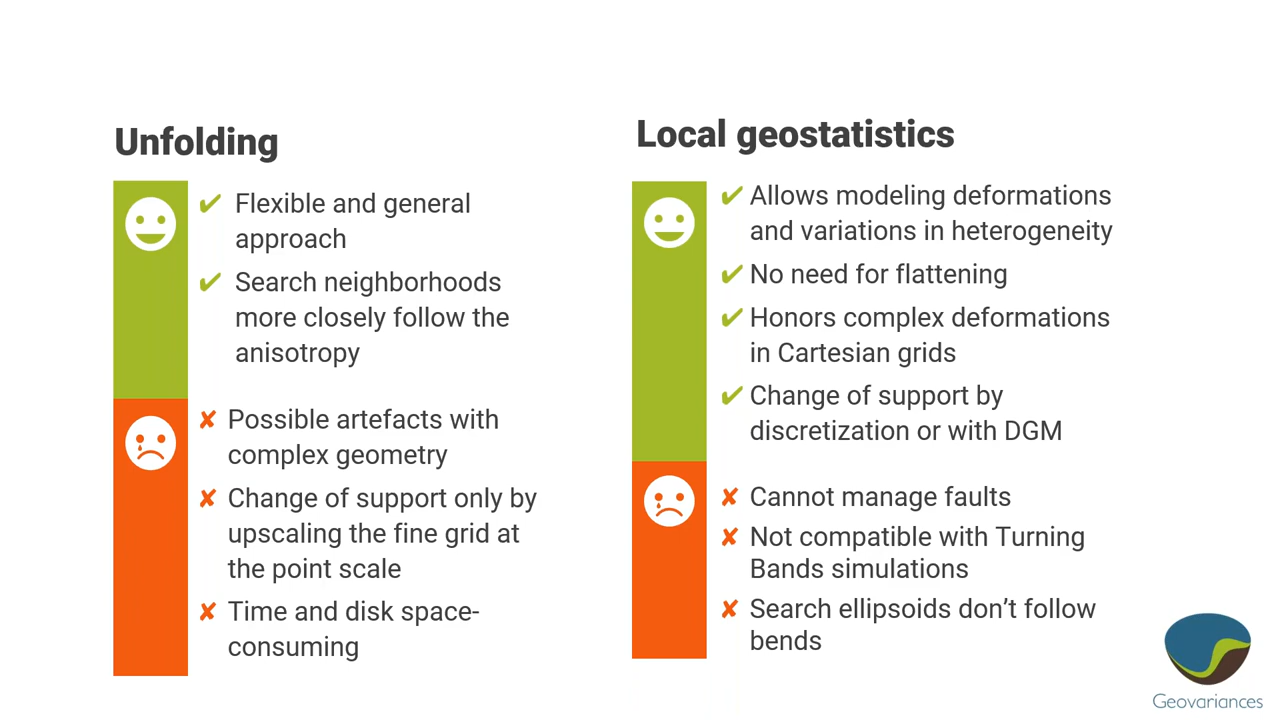 Unfolding
✔ Flexible and general
approach
✔ Search neighborhoods
more closely follow the
anisotropy
✘ Possible artefacts with
complex geometry
✘ Change of support only by
upscaling the fine grid at
the point scale
✘ Time and disk space-
consuming
Local geostatistics
✔ Allows modeling deformations
and variations in heterogeneity
✔ No need for flattening
✔ Honors complex deformations
in Cartesian grids
✔ Change of support by
discretization or with DGM
✘ Cannot manage faults
✘ Not compatible with Turning
Bands simulations
✘ Search ellipsoids don’t follow
bends
Geovariances